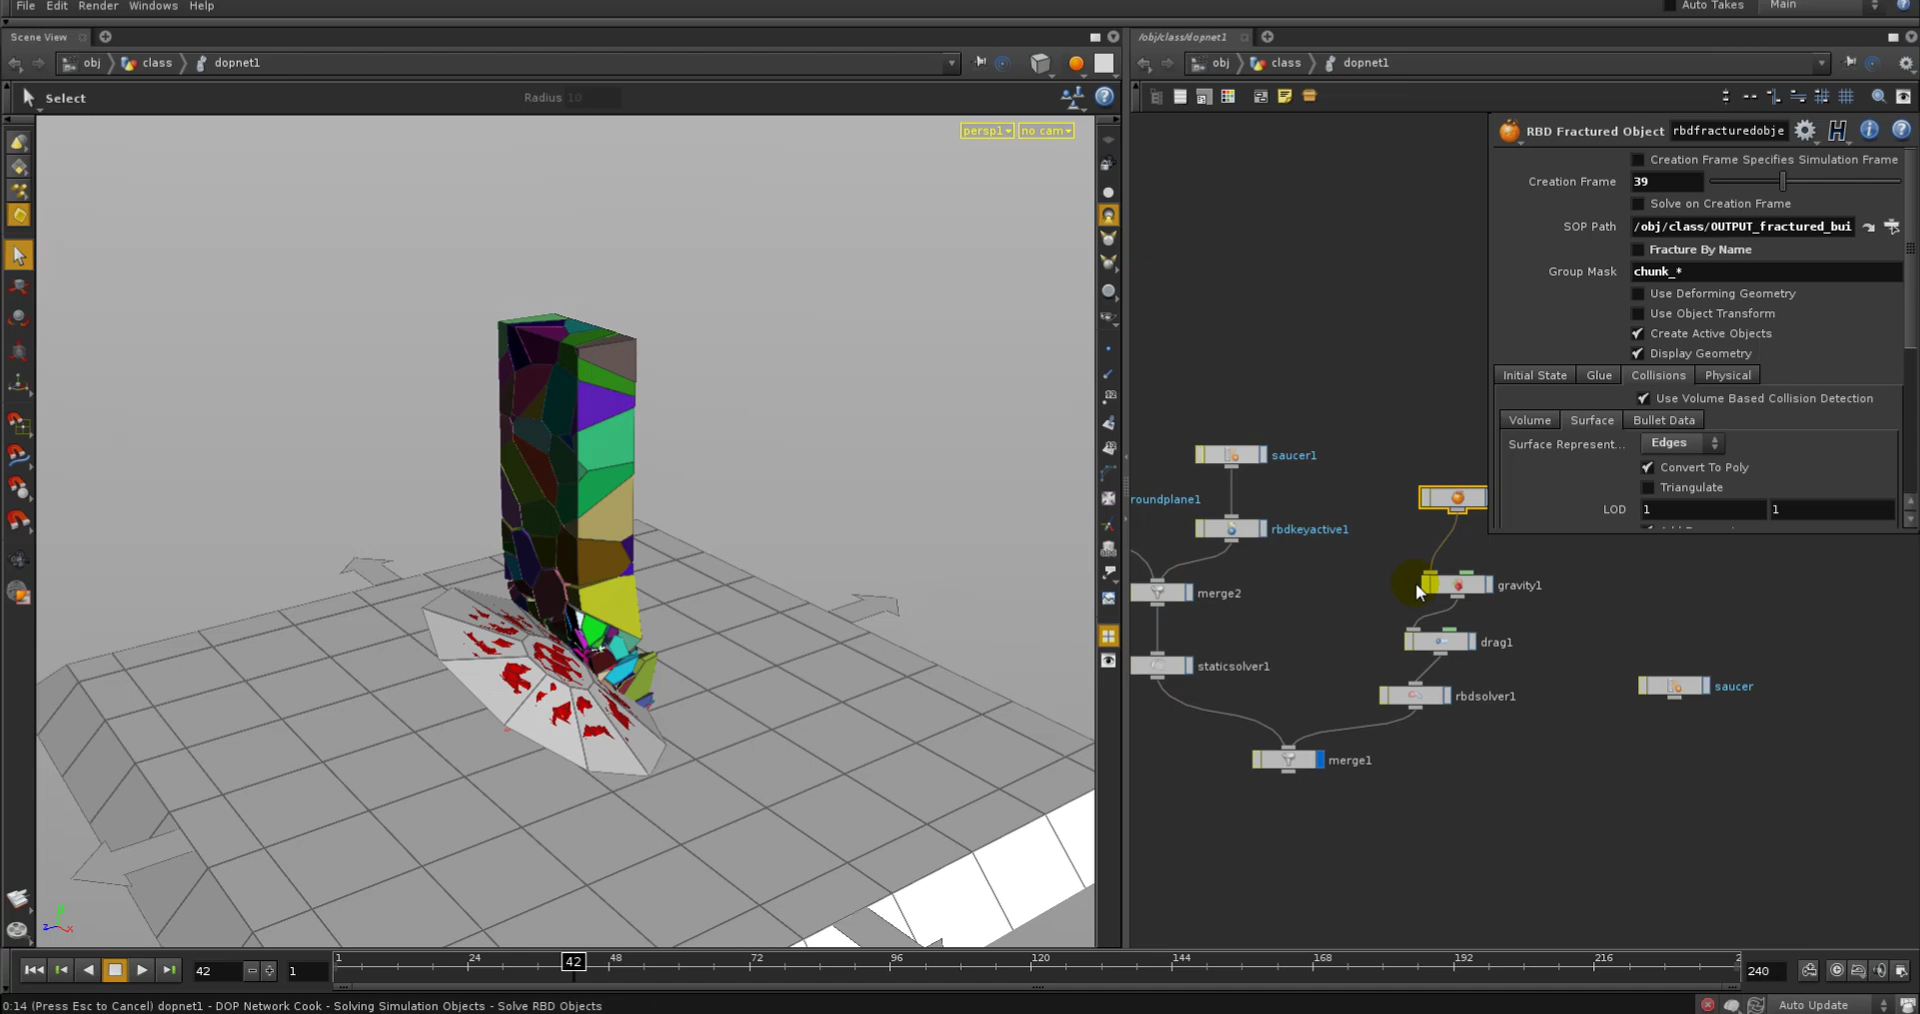 File Edit Render Windows Help
Auto Takes Main
Scene View
/obj/class/dopnet1
obj class dopnet1
obj class dopnet1
Select
Radius 10
persp1 no cam
RBD Fractured Object rbdfracturedobje
Creation Frame Specifies Simulation Frame
Creation Frame 39
Solve on Creation Frame
SOP Path /obj/class/OUTPUT_fractured_bui
Fracture By Name
Group Mask chunk_*
Use Deforming Geometry
Use Object Transform
Create Active Objects
Display Geometry
Initial State Glue Collisions Physical
Use Volume Based Collision Detection
Volume Surface Bullet Data
Surface Represent... Edges
Convert To Poly
Triangulate
LOD 1 1
saucer1
roundplane1
rbdkeyactive1
merge2
gravity1
drag1
staticsolver1
rbdsolver1
saucer
merge1
z y x
42 1
1 24 42 48 72 96 120 144 168 192 216 2
240
0:14 (Press Esc to Cancel) dopnet1 - DOP Network Cook - Solving Simulation Objects - Solve RBD Objects
Auto Update